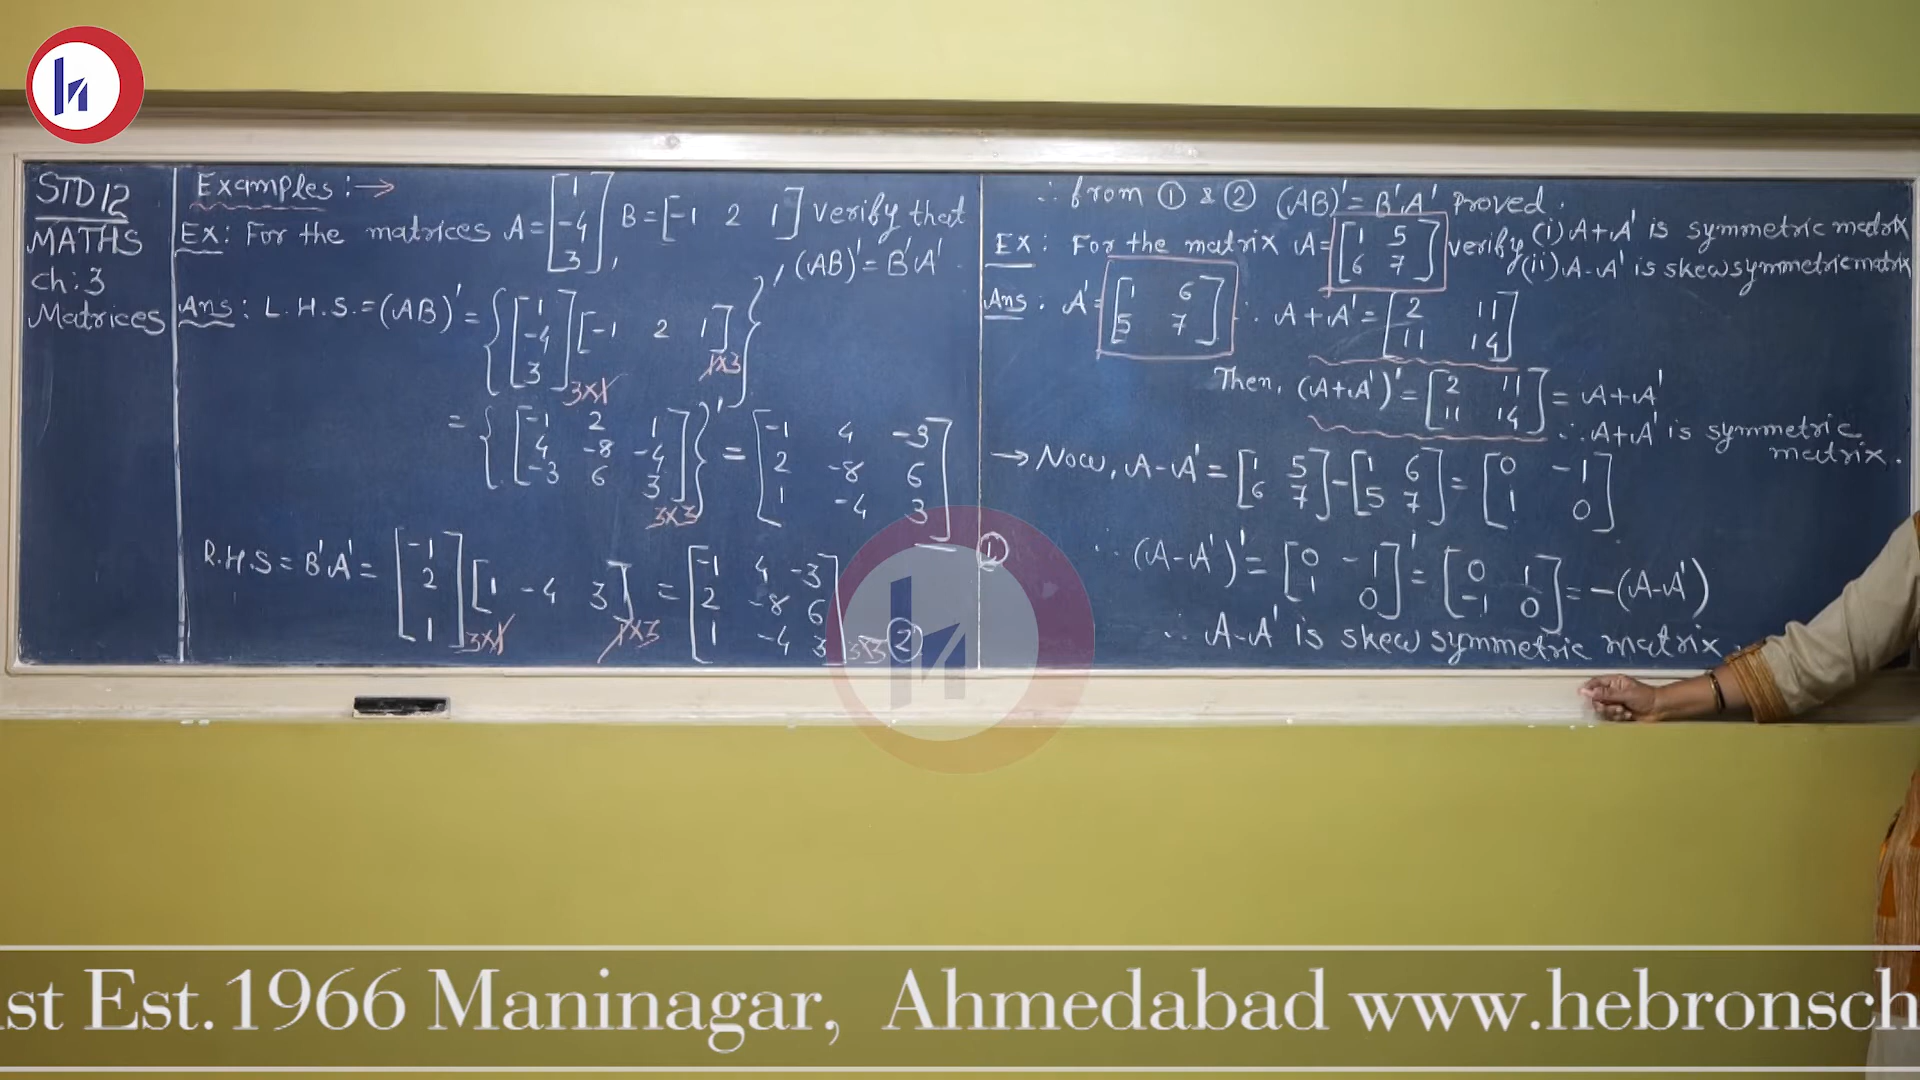 STD 12
MATHS
ch: 3
Matrices
Examples :→
Ex : For the matrices A = [1 -4 3], B = [-1 2 1] verify that
, (AB)' = B'A' .
Ans : L.H.S. = (AB)' = {[1 -4 3] 3×1 [-1 2 1] 1×3}'
= {[-1 2 1
4 -8 -4
-3 6 3] 3×3}' = [-1 4 -3
2 -8 6
1 -4 3] ①
R.H.S = B'A' = [-1 2 1] 3×1 [1 -4 3] 1×3 = [-1 4 -3
2 -8 6
1 -4 3] 3×3 ②
∴ from ① & ② (AB)' = B'A' proved .
Ex : For the matrix A = [1 5
6 7] verify (i) A+A' is symmetric matrix
(ii) A-A' is skew symmetric matrix
Ans : A' = [1 6
5 7] ∴ A+A' = [2 11
11 14]
Then, (A+A')' = [2 11
11 14] = A+A'
∴ A+A' is symmetric
matrix .
→ Now, A-A' = [1 5
6 7] - [1 6
5 7] = [0 -1
1 0]
∴ (A-A')' = [0 -1
1 0]' = [0 1
-1 0] = -(A-A')
∴ A-A' is skew symmetric matrix .
st Est.1966 Maninagar, Ahmedabad www.hebronsch